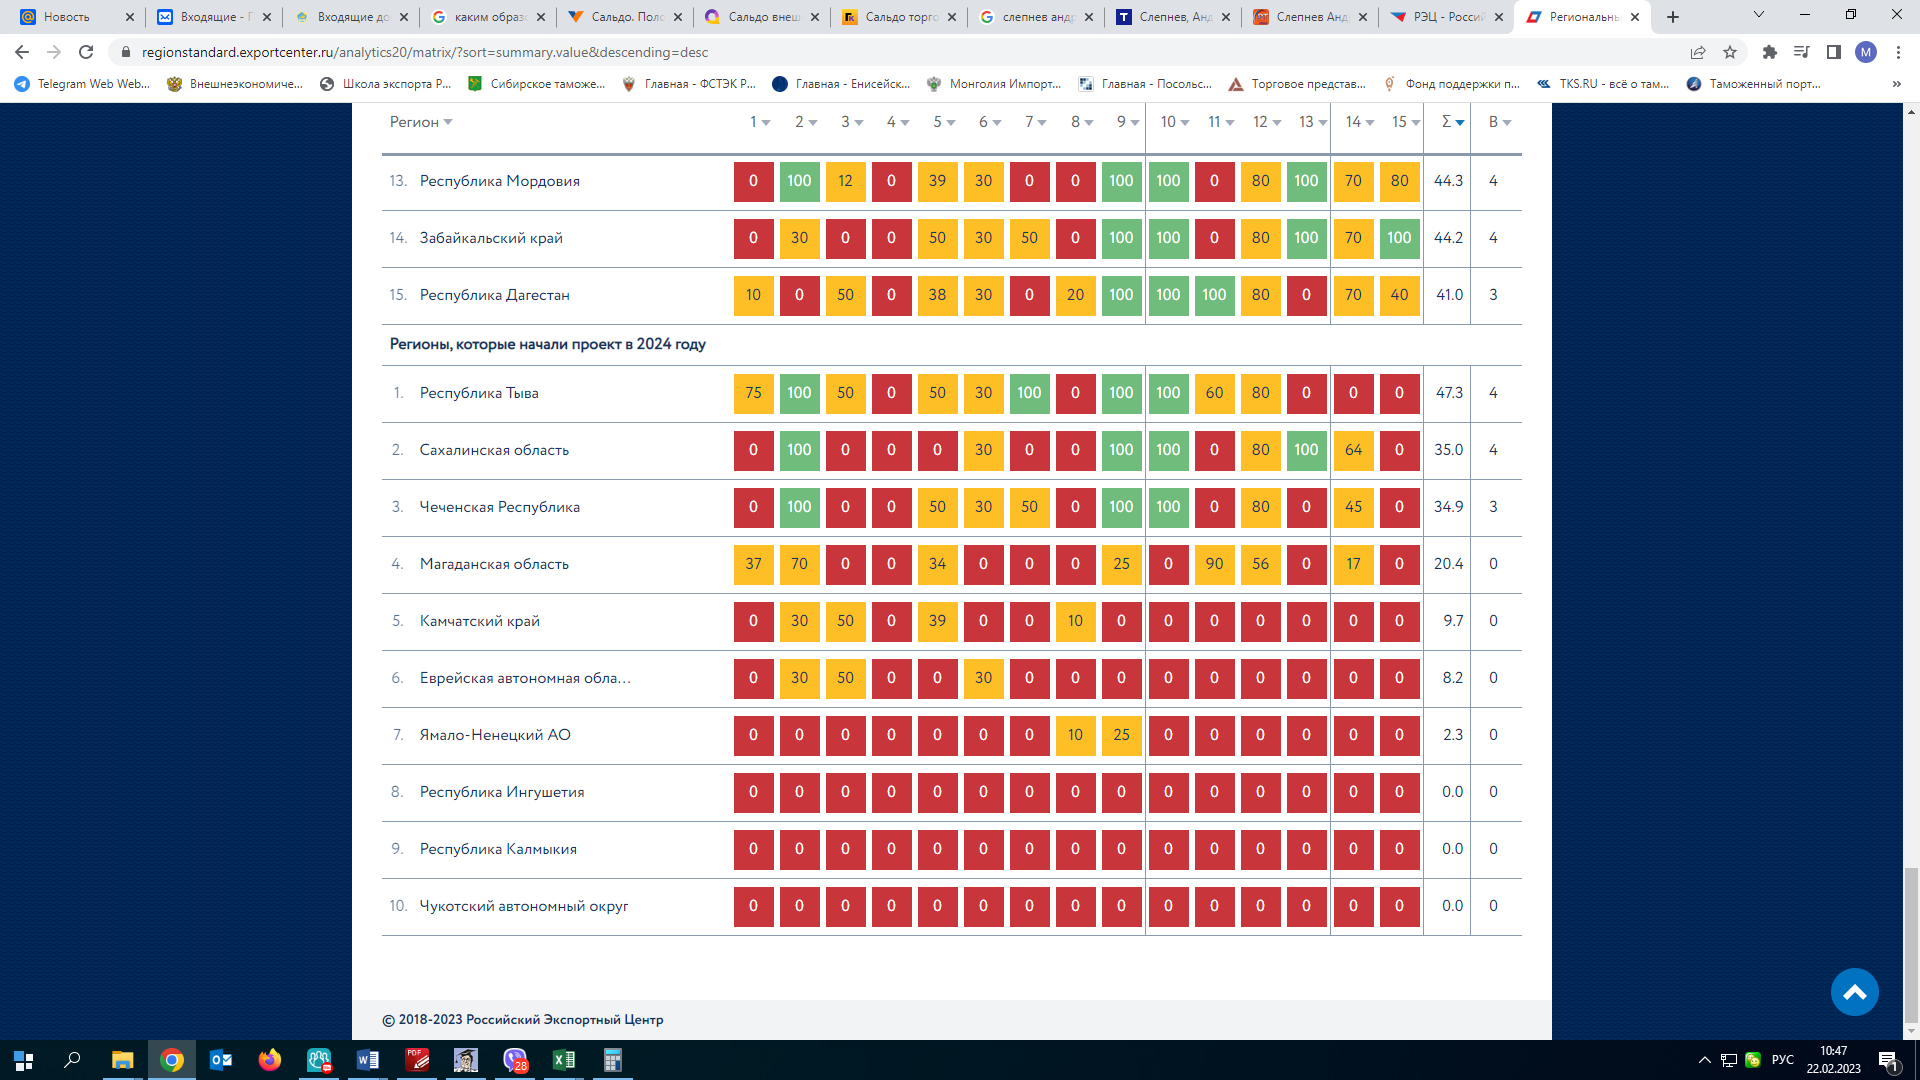 Новость
Входящие - П
Входящие до
каким образо
Сальдо. Поло
Сальдо внеш
Сальдо торго
слепнев андр
Слепнев, Анд
Слепнев Анд
РЭЦ - Россий
Региональны
regionstandard.exportcenter.ru/analytics20/matrix/?sort=summary.value&descending=desc
M
Telegram Web Web...
Внешнеэкономиче...
Школа экспорта Р...
Сибирское таможе...
Главная - ФСТЭК Р...
Главная - Енисейск...
Монголия Импорт...
Главная - Посольс...
Торговое представ...
Фонд поддержки п...
TKS.RU - всё о там...
Таможенный порт...
»
Регион 1 2 3 4 5 6 7 8 9 10 11 12 13 14 15 Σ В
13. Республика Мордовия 0 100 12 0 39 30 0 0 100 100 0 80 100 70 80 44.3 4
14. Забайкальский край 0 30 0 0 50 30 50 0 100 100 0 80 100 70 100 44.2 4
15. Республика Дагестан 10 0 50 0 38 30 0 20 100 100 100 80 0 70 40 41.0 3
Регионы, которые начали проект в 2024 году
1. Республика Тыва 75 100 50 0 50 30 100 0 100 100 60 80 0 0 0 47.3 4
2. Сахалинская область 0 100 0 0 0 30 0 0 100 100 0 80 100 64 0 35.0 4
3. Чеченская Республика 0 100 0 0 50 30 50 0 100 100 0 80 0 45 0 34.9 3
4. Магаданская область 37 70 0 0 34 0 0 0 25 0 90 56 0 17 0 20.4 0
5. Камчатский край 0 30 50 0 39 0 0 10 0 0 0 0 0 0 0 9.7 0
6. Еврейская автономная обла... 0 30 50 0 0 30 0 0 0 0 0 0 0 0 0 8.2 0
7. Ямало-Ненецкий АО 0 0 0 0 0 0 0 10 25 0 0 0 0 0 0 2.3 0
8. Республика Ингушетия 0 0 0 0 0 0 0 0 0 0 0 0 0 0 0 0.0 0
9. Республика Калмыкия 0 0 0 0 0 0 0 0 0 0 0 0 0 0 0 0.0 0
10. Чукотский автономный округ 0 0 0 0 0 0 0 0 0 0 0 0 0 0 0 0.0 0
© 2018-2023 Российский Экспортный Центр
PDF
28
РУС
10:47
22.02.2023
1